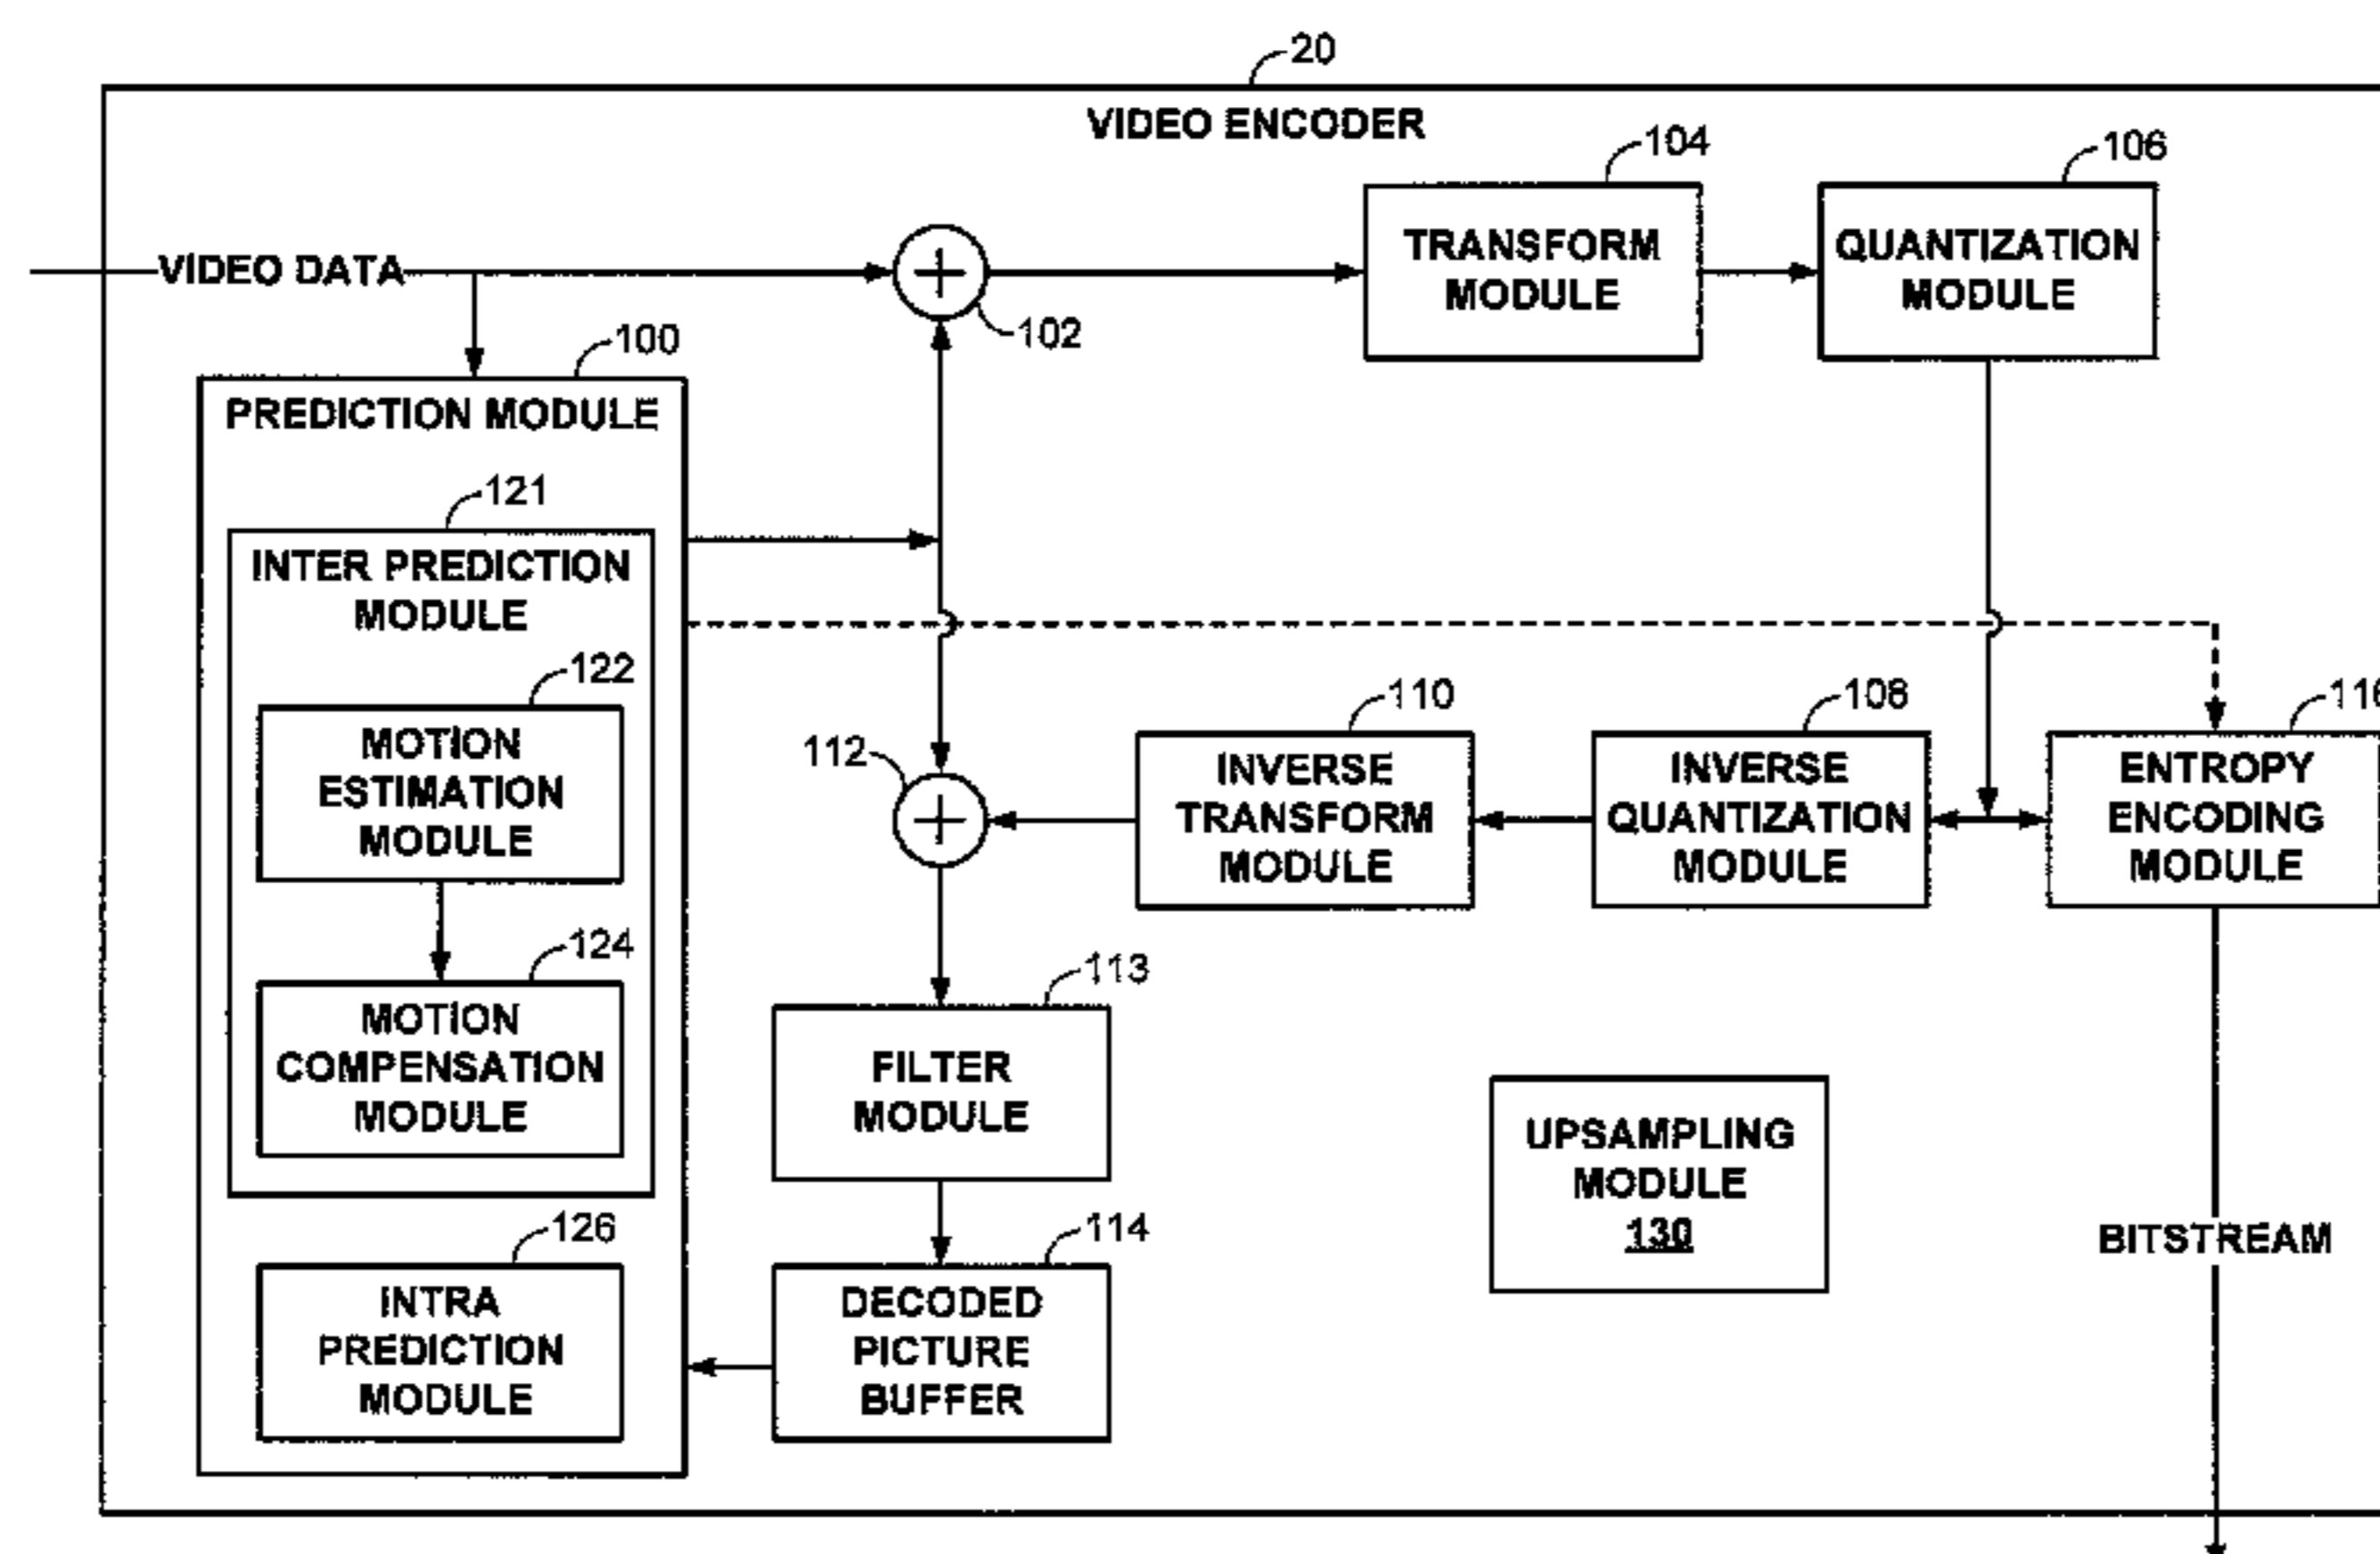 20
VIDEO ENCODER
104
106
VIDEO DATA
TRANSFORM
MODULE
QUANTIZATION
MODULE
102
100
PREDICTION MODULE
121
INTER PREDICTION
MODULE
122
MOTION
ESTIMATION
MODULE
124
MOTION
COMPENSATION
MODULE
126
INTRA
PREDICTION
MODULE
112
110
INVERSE
TRANSFORM
MODULE
108
INVERSE
QUANTIZATION
MODULE
ENTROPY
ENCODING
MODULE
113
FILTER
MODULE
114
DECODED
PICTURE
BUFFER
UPSAMPLING
MODULE
130
BITSTREAM